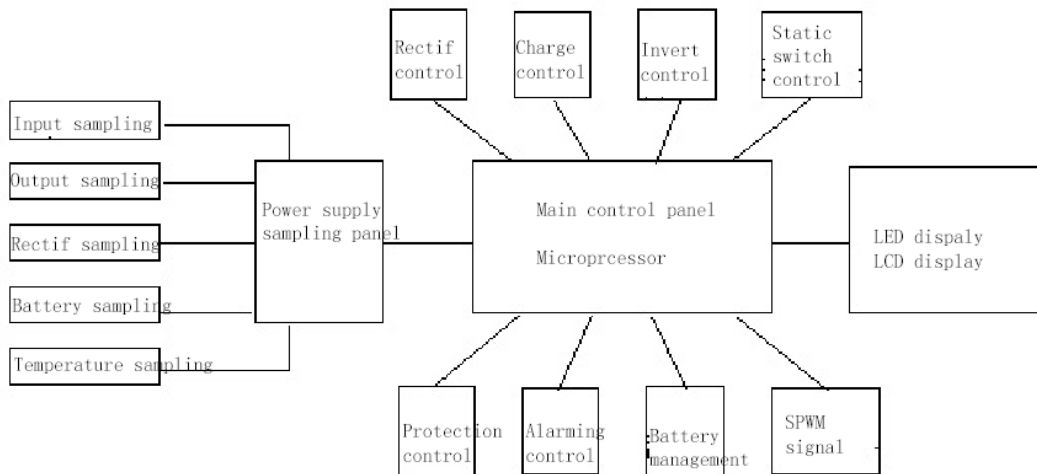 Rectif
control
Charge
control
Invert
control
Static
switch
control
Input sampling
Output sampling
Rectif sampling
Battery sampling
Temperature sampling
Power supply
sampling panel
Main control panel
Microprcessor
LED dispaly
LCD display
Protection
control
Alarming
control
Battery
management
SPWM
signal